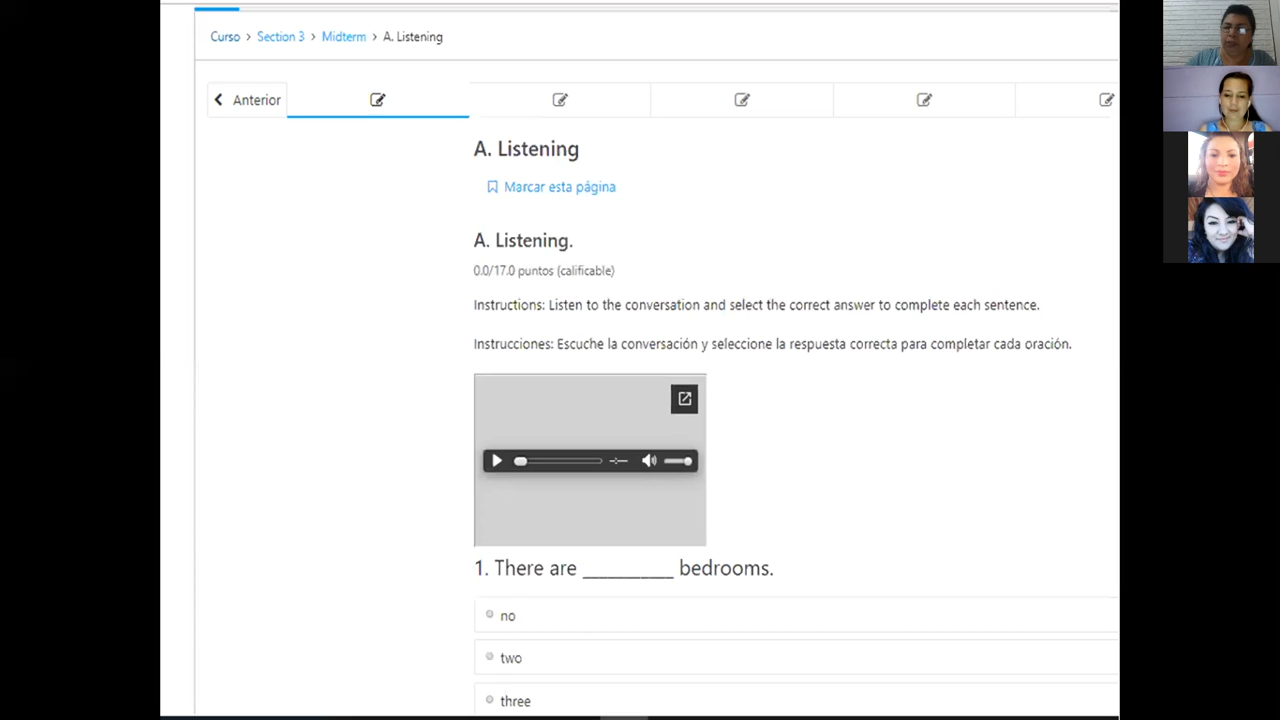 Curso > Section 3 > Midterm > A. Listening
Anterior
A. Listening
Marcar esta página
A. Listening.
0.0/17.0 puntos (calificable)
Instructions: Listen to the conversation and select the correct answer to complete each sentence.
Instrucciones: Escuche la conversación y seleccione la respuesta correcta para completar cada oración.
1. There are _________ bedrooms.
no
two
three